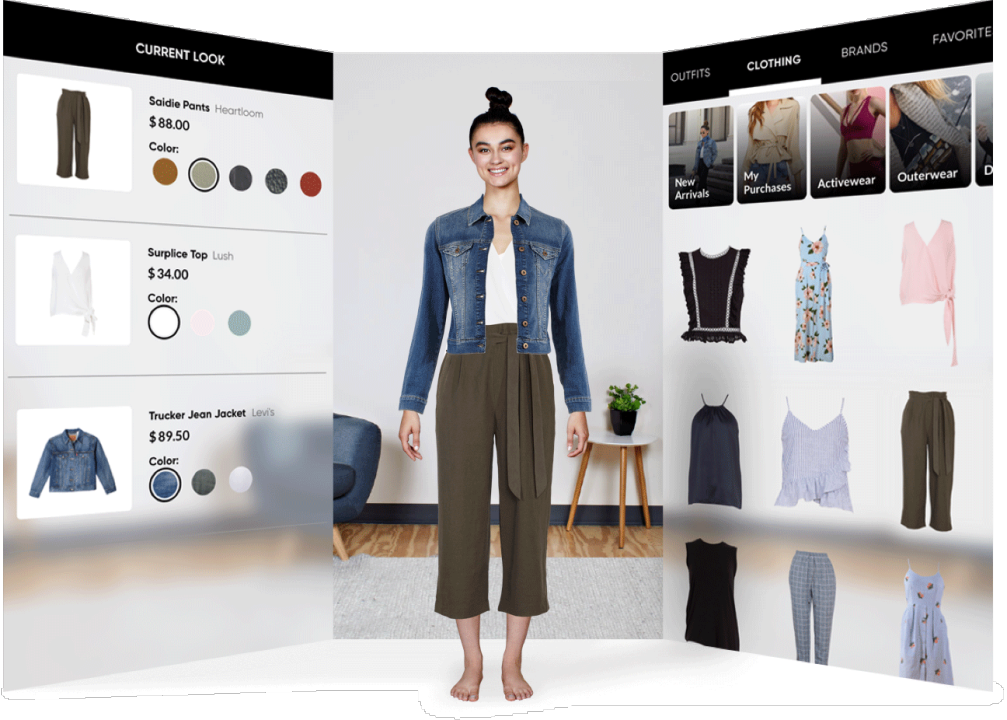 CURRENT LOOK
Saidie Pants Heartloom
$88.00
Color:
Surplice Top Lush
$34.00
Color:
Trucker Jean Jacket Levi's
$89.50
Color:
OUTFITS CLOTHING BRANDS FAVORITE
New
Arrivals
My
Purchases
Activewear
Outerwear
D